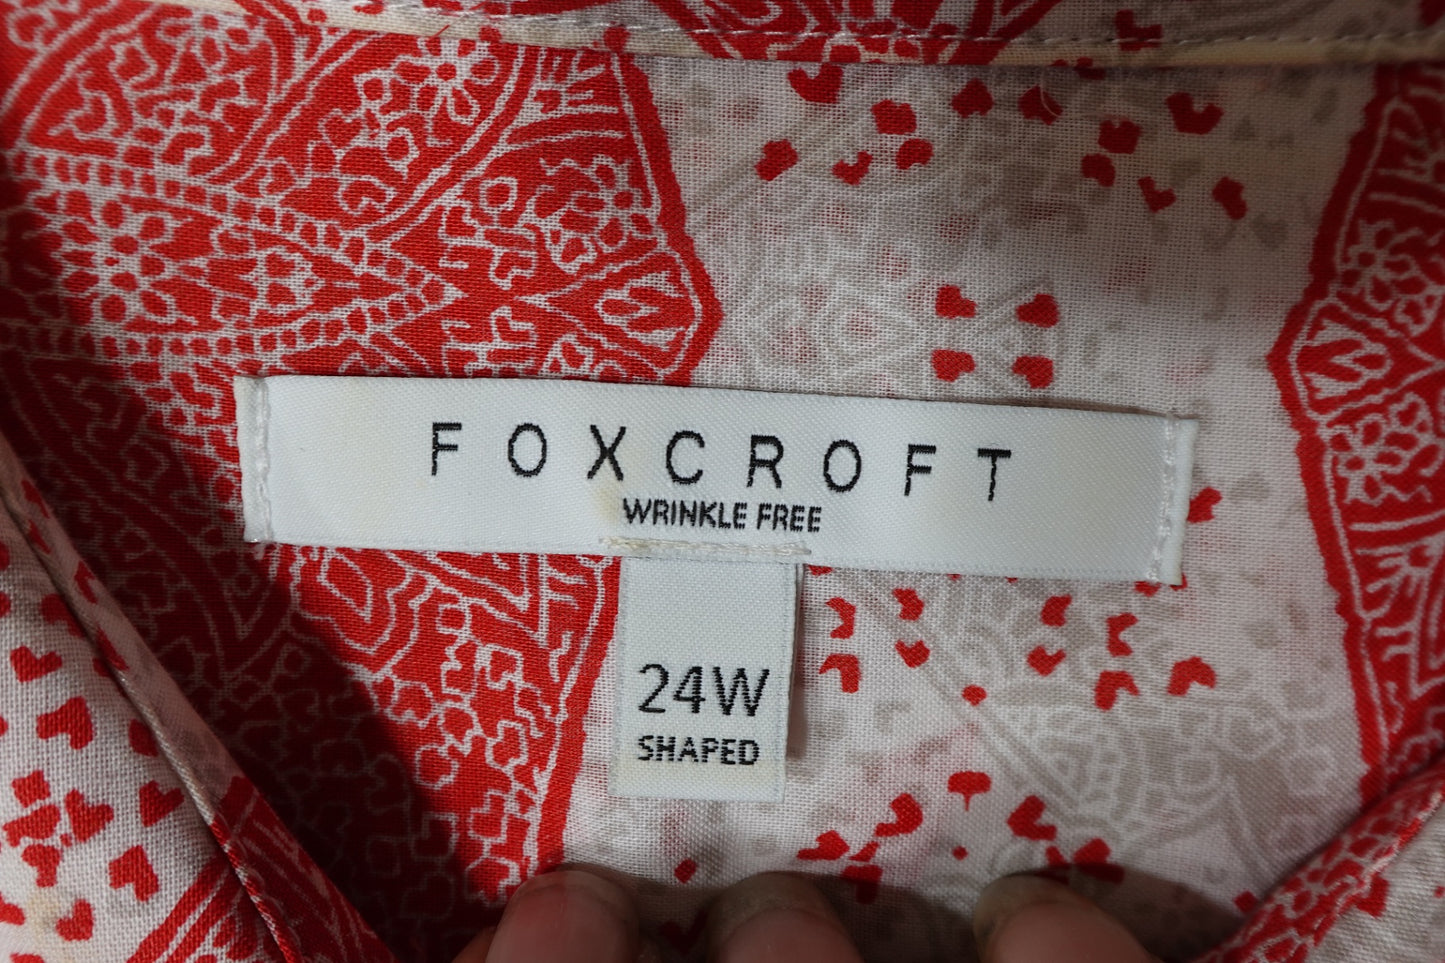 FOXCROFT
WRINKLE FREE
24W
SHAPED